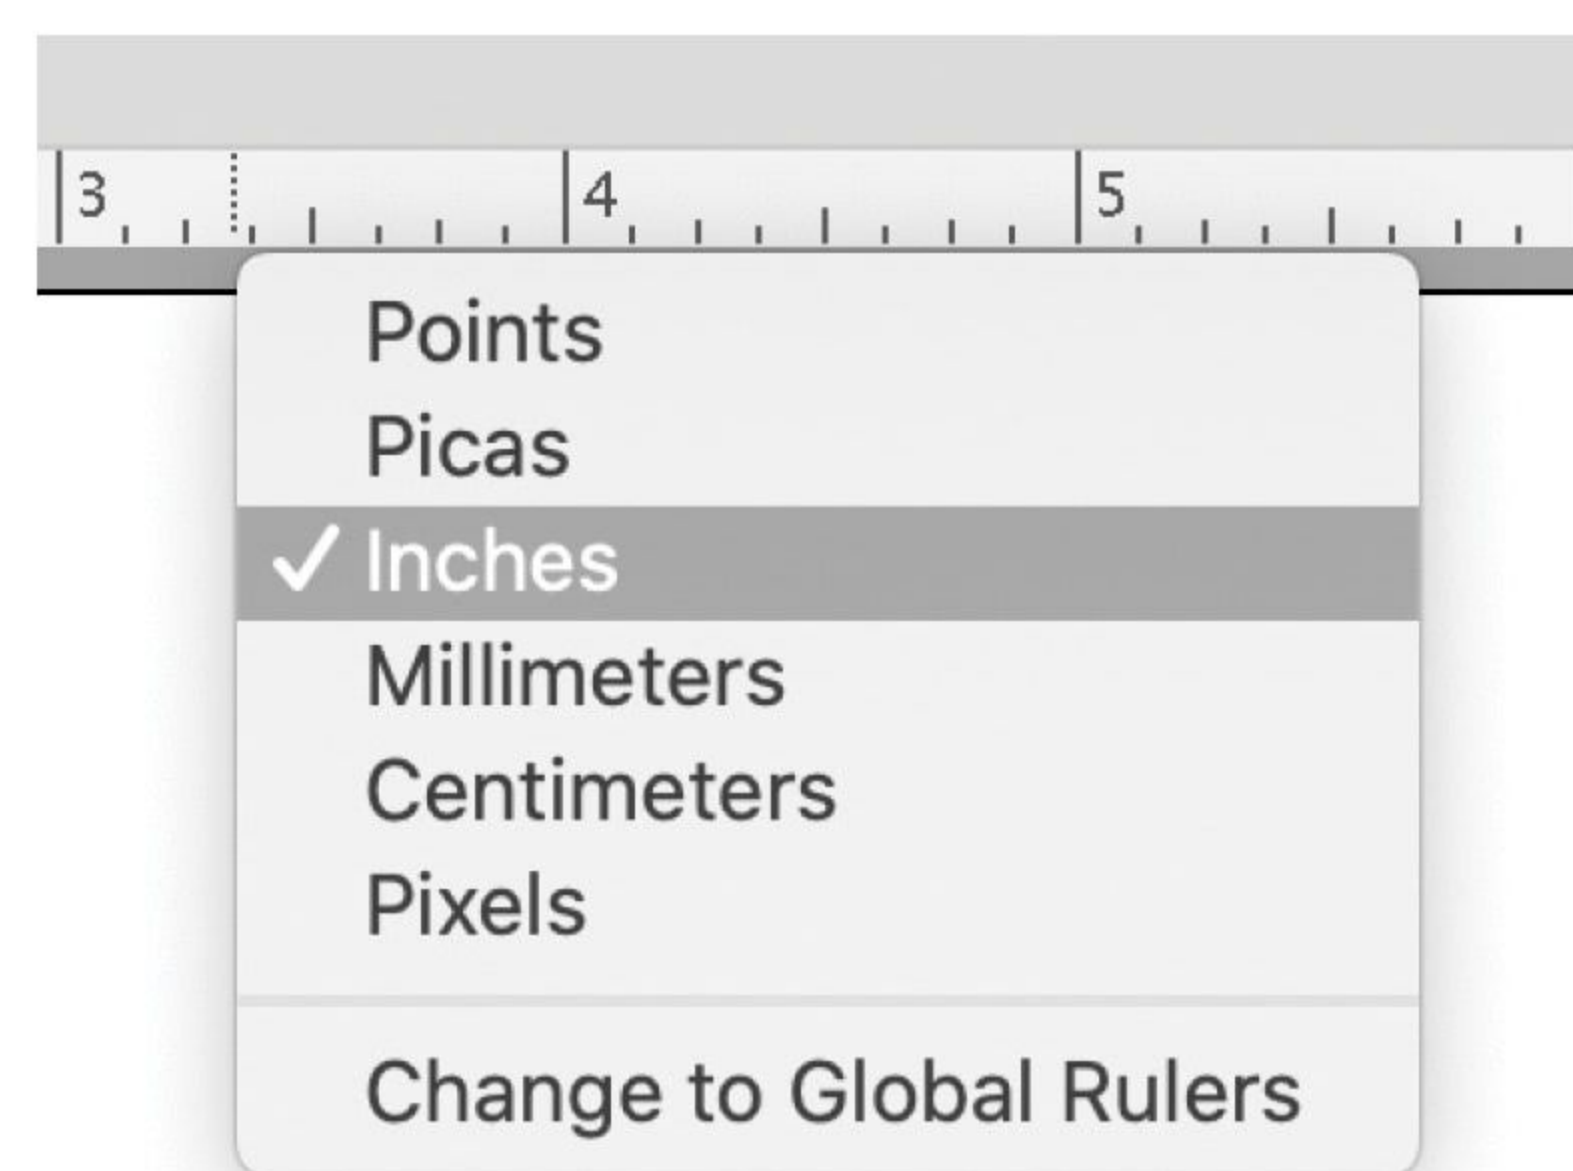 3 4 5
Points
Picas
✓ Inches
Millimeters
Centimeters
Pixels
Change to Global Rulers